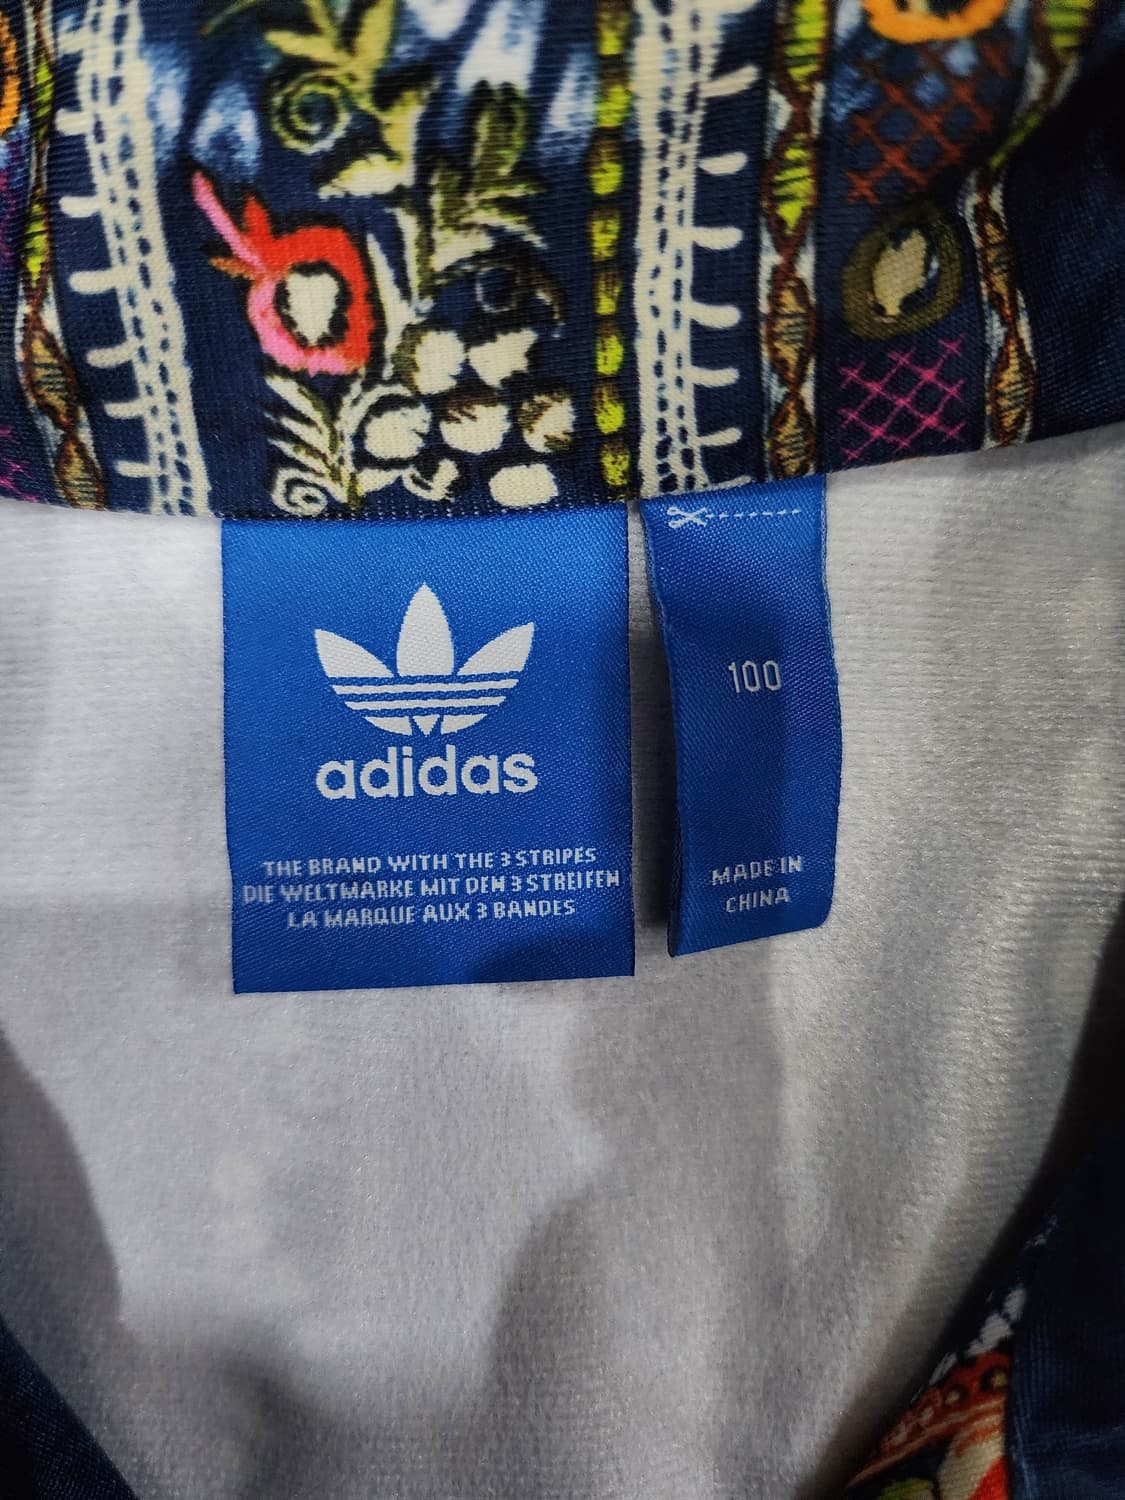 adidas
THE BRAND WITH THE 3 STRIPES
DIE WELTMARKE MIT DEN 3 STREIFEN
LA MARQUE AUX 3 BANDES
100
MADE IN
CHINA